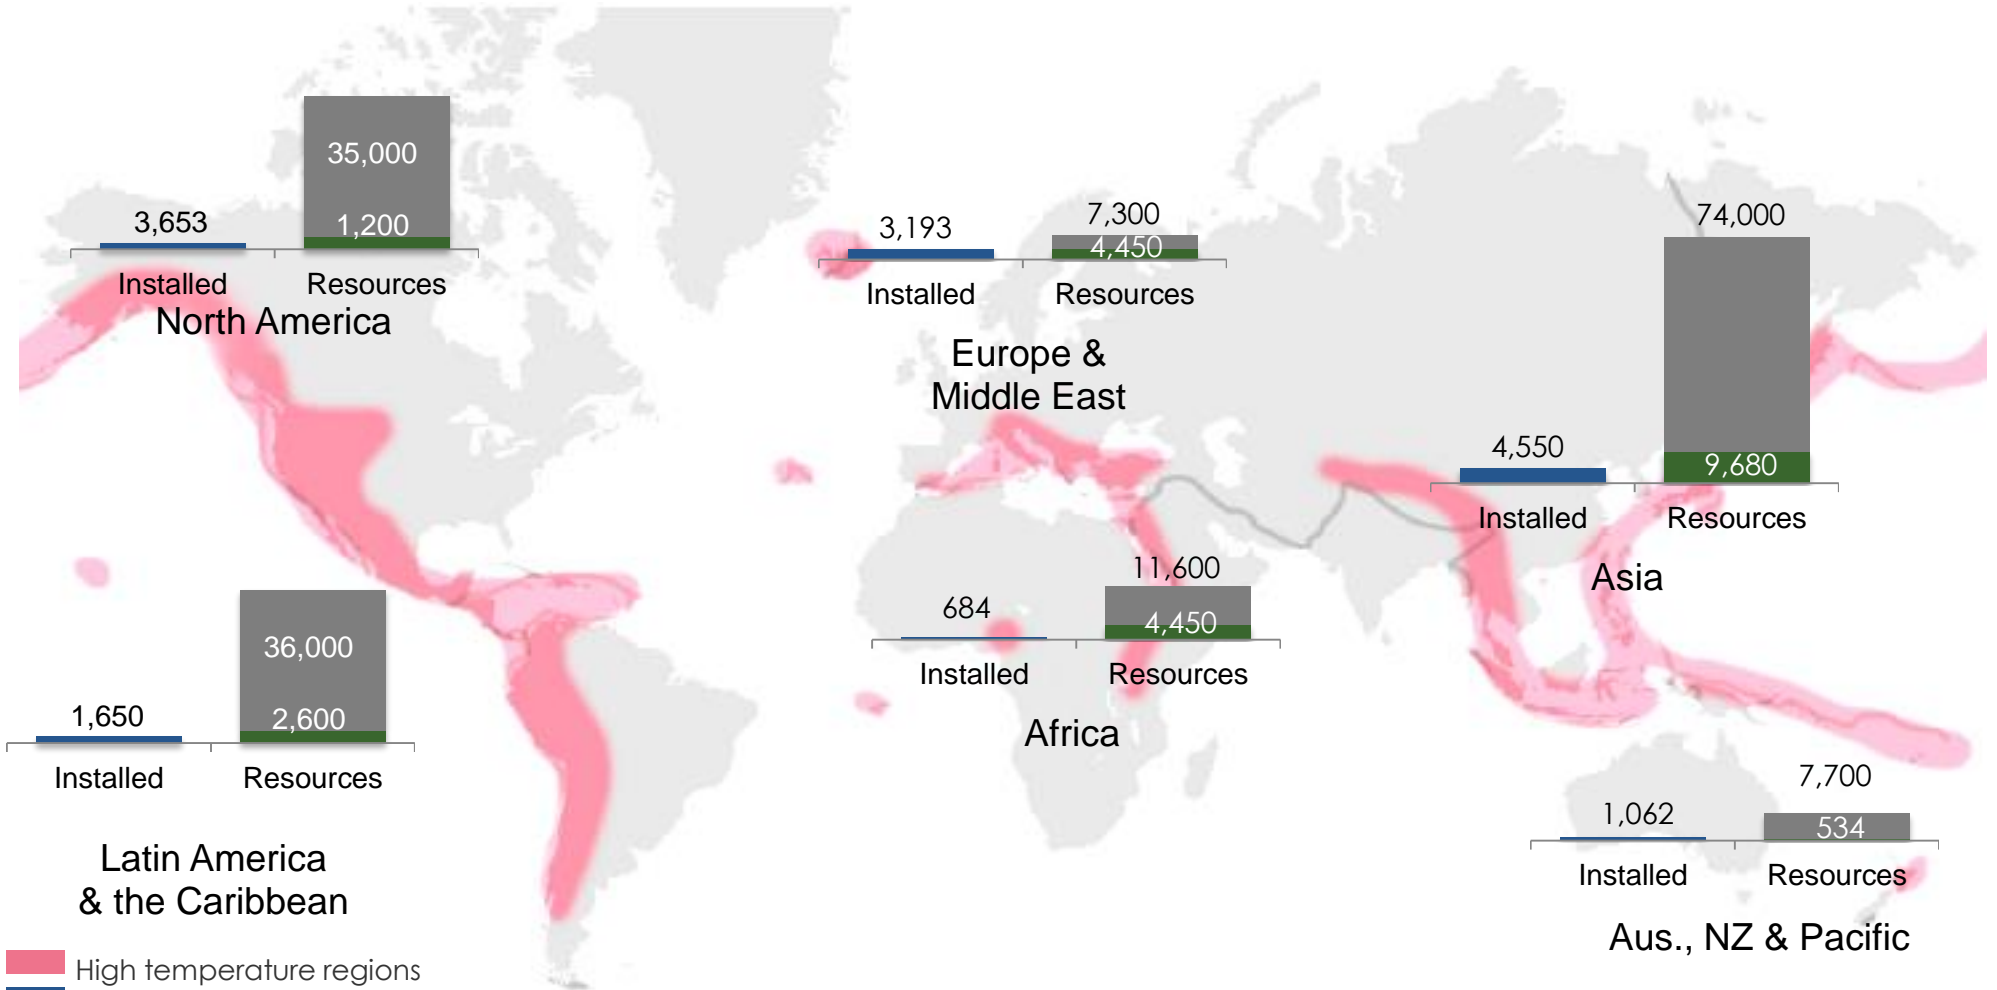 35,000
3,653
1,200
Installed
Resources
North America
3,193
7,300
4,450
Installed
Resources
Europe &
Middle East
74,000
4,550
9,680
Installed
Resources
Asia
11,600
684
4,450
Installed
Resources
Africa
36,000
1,650
2,600
Installed
Resources
Latin America
& the Caribbean
7,700
1,062
534
Installed
Resources
Aus., NZ & Pacific
High temperature regions